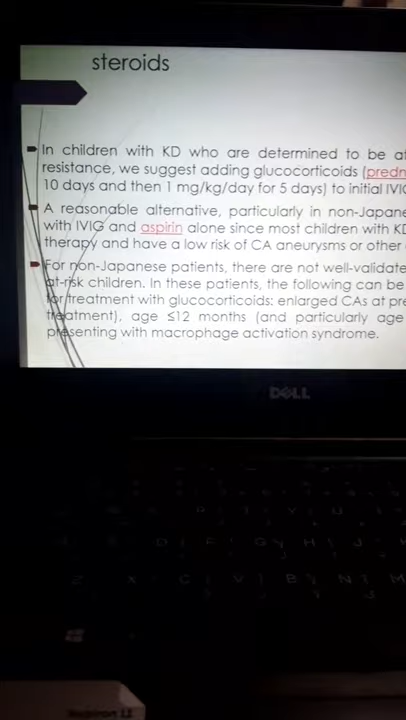 steroids
In children with KD who are determined to be at
resistance, we suggest adding glucocorticoids (predn
10 days and then 1 mg/kg/day for 5 days) to initial IVIG
A reasonable alternative, particularly in non-Japane
with IVIG and aspirin alone since most children with KD
therapy and have a low risk of CA aneurysms or other
For non-Japanese patients, there are not well-validate
at-risk children. In these patients, the following can be
for treatment with glucocorticoids: enlarged CAs at pre
treatment), age ≤12 months (and particularly age
presenting with macrophage activation syndrome.
DELL